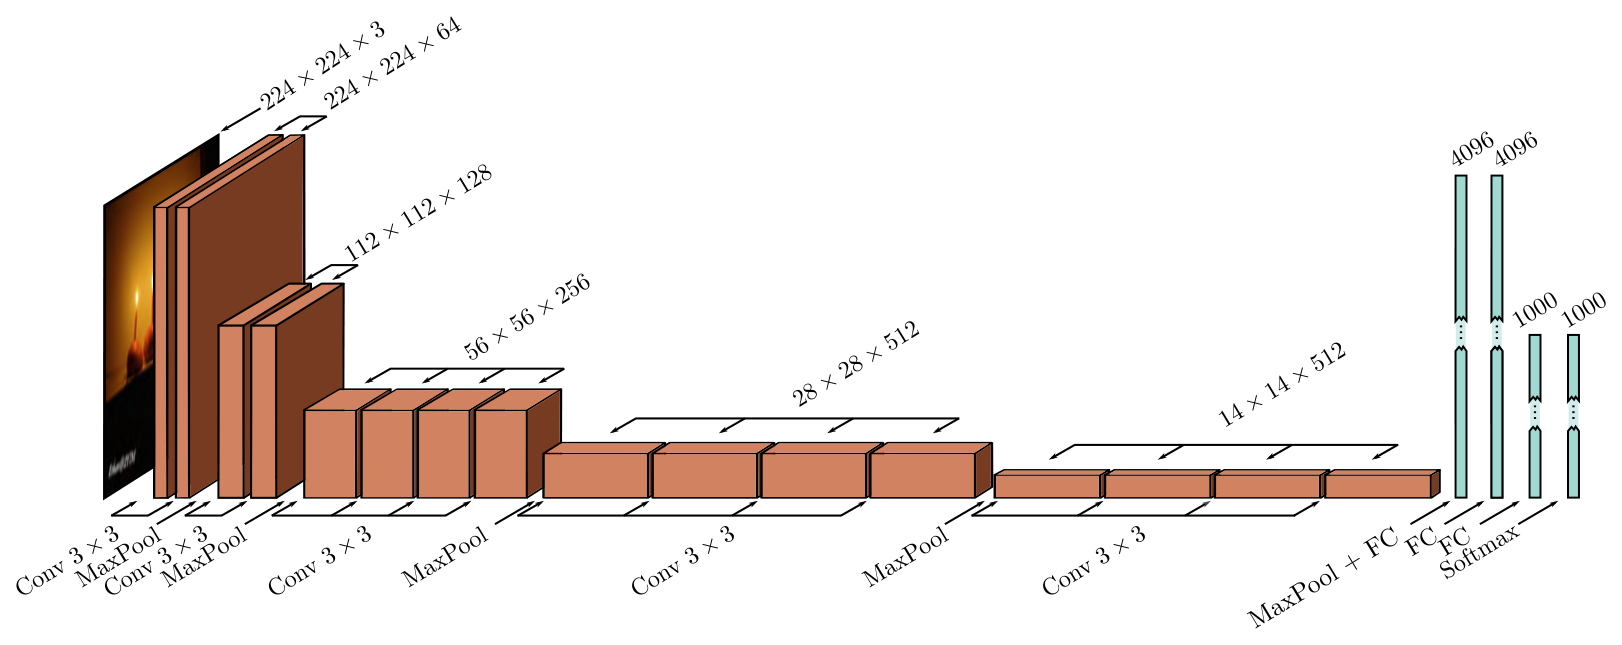 224 × 224 × 3
224 × 224 × 64
112 × 112 × 128
56 × 56 × 256
28 × 28 × 512
14 × 14 × 512
4096
4096
1000
1000
Conv 3 × 3
MaxPool
Conv 3 × 3
MaxPool
Conv 3 × 3
MaxPool
Conv 3 × 3
MaxPool
Conv 3 × 3
MaxPool + FC
FC
FC
Softmax